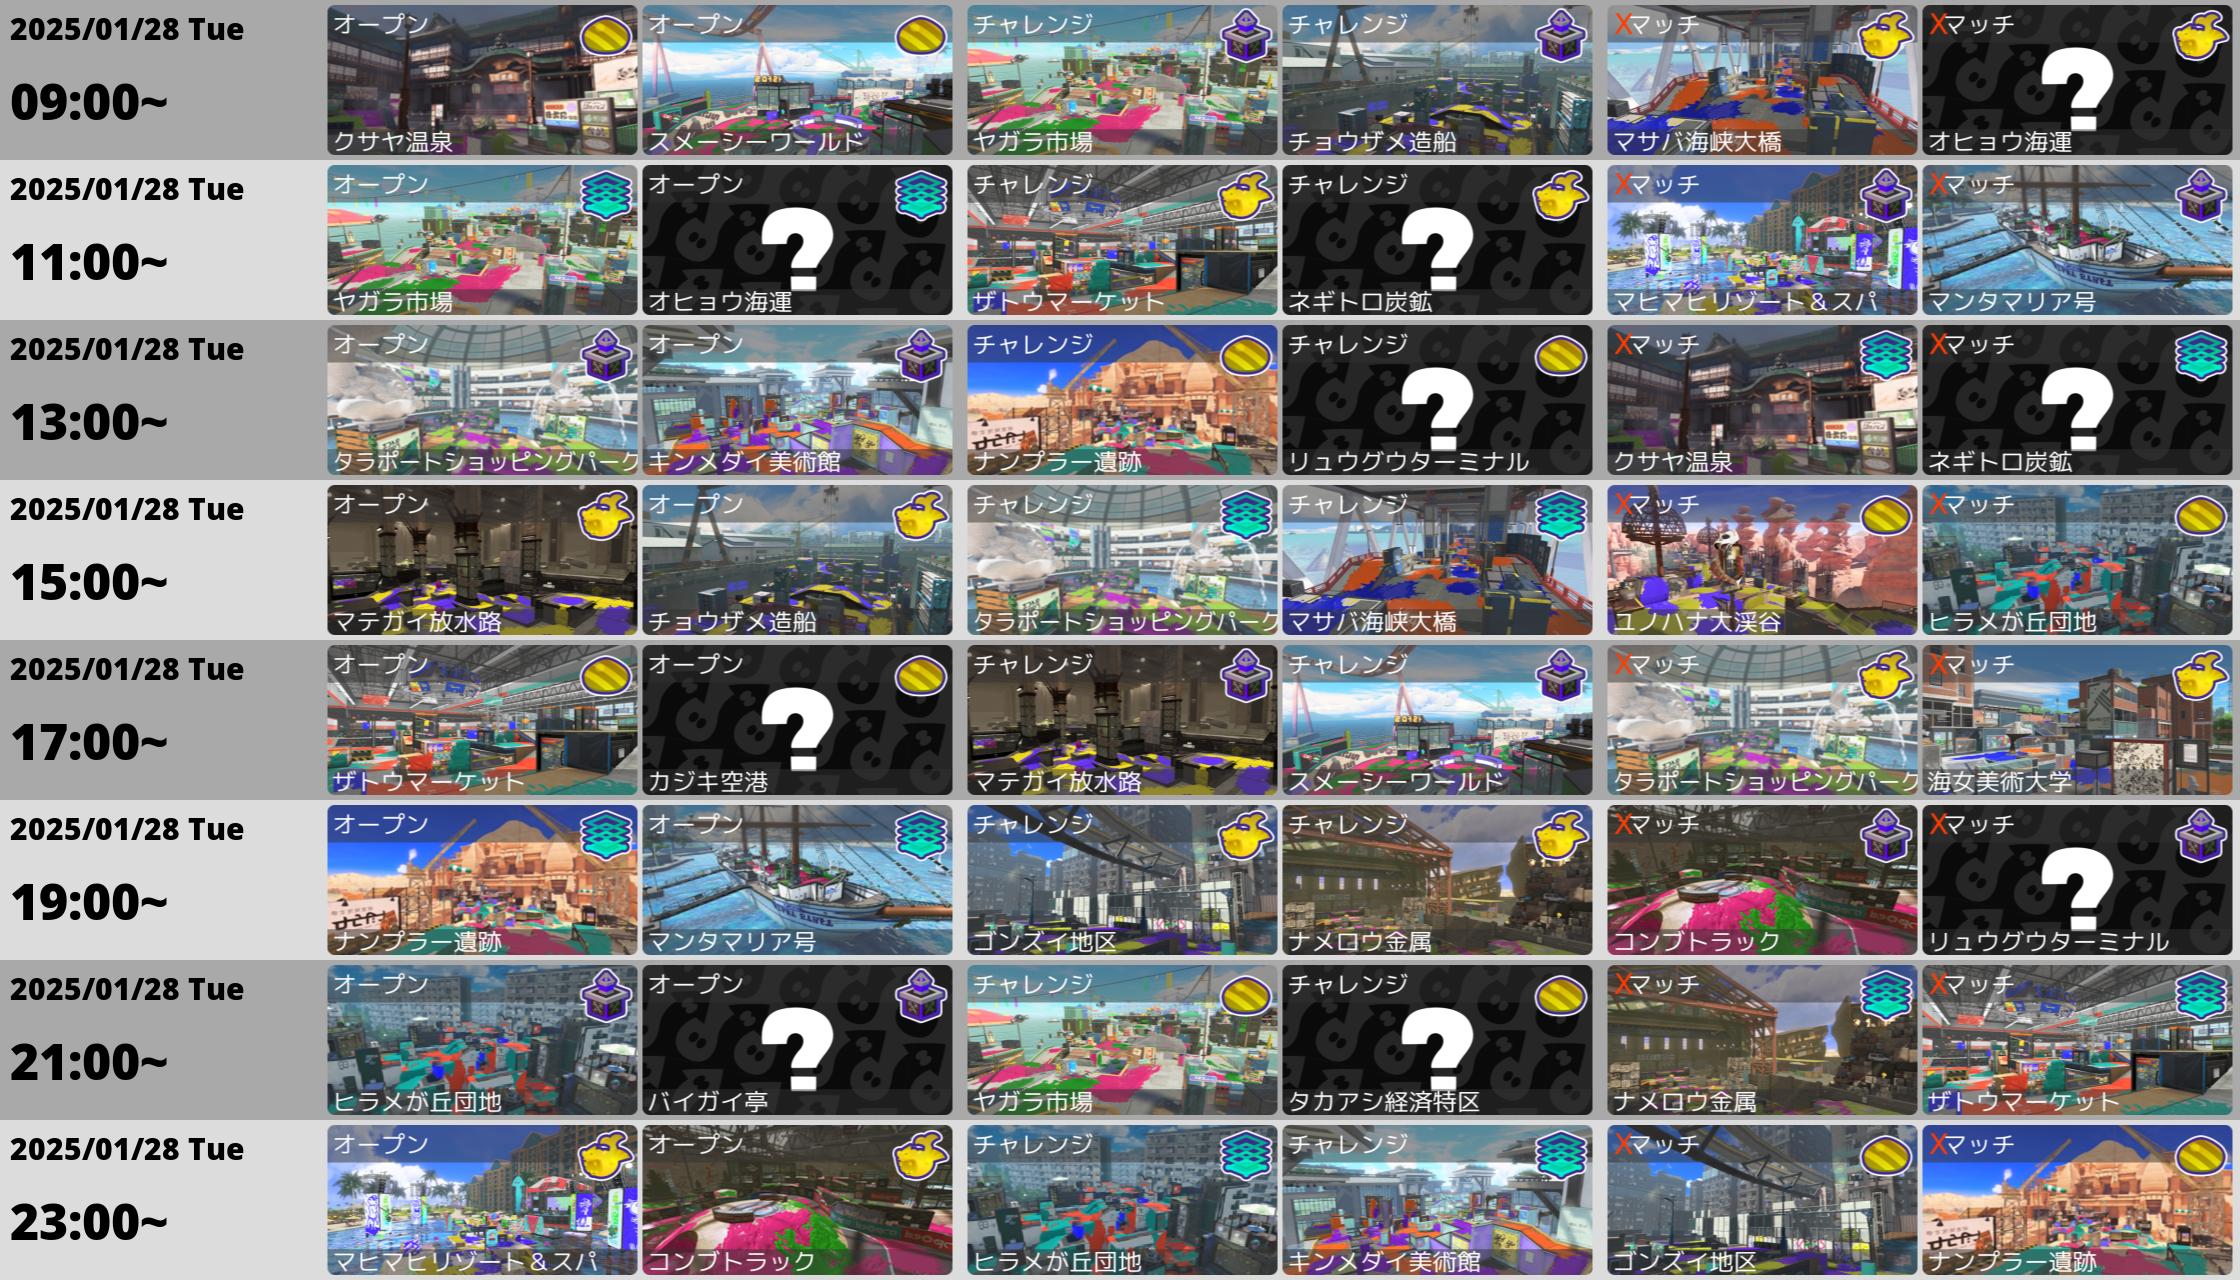 2025/01/28 Tue
09:00~
オープン
クサヤ温泉
オープン
スメーシーワールド
チャレンジ
ヤガラ市場
チャレンジ
チョウザメ造船
Xマッチ
マサバ海峡大橋
Xマッチ
オヒョウ海運
2025/01/28 Tue
11:00~
オープン
ヤガラ市場
オープン
オヒョウ海運
チャレンジ
ザトウマーケット
チャレンジ
ネギトロ炭鉱
Xマッチ
マヒマヒリゾート＆スパ
Xマッチ
マンタマリア号
2025/01/28 Tue
13:00~
オープン
タラポートショッピングパーク
オープン
キンメダイ美術館
チャレンジ
ナンプラー遺跡
チャレンジ
リュウグウターミナル
Xマッチ
クサヤ温泉
Xマッチ
ネギトロ炭鉱
2025/01/28 Tue
15:00~
オープン
マテガイ放水路
オープン
チョウザメ造船
チャレンジ
タラポートショッピングパーク
チャレンジ
マサバ海峡大橋
Xマッチ
ユノハナ大渓谷
Xマッチ
ヒラメが丘団地
2025/01/28 Tue
17:00~
オープン
ザトウマーケット
オープン
カジキ空港
チャレンジ
マテガイ放水路
チャレンジ
スメーシーワールド
Xマッチ
タラポートショッピングパーク
Xマッチ
海女美術大学
2025/01/28 Tue
19:00~
オープン
ナンプラー遺跡
オープン
マンタマリア号
チャレンジ
ゴンズイ地区
チャレンジ
ナメロウ金属
Xマッチ
コンブトラック
Xマッチ
リュウグウターミナル
2025/01/28 Tue
21:00~
オープン
ヒラメが丘団地
オープン
バイガイ亭
チャレンジ
ヤガラ市場
チャレンジ
タカアシ経済特区
Xマッチ
ナメロウ金属
Xマッチ
ザトウマーケット
2025/01/28 Tue
23:00~
オープン
マヒマヒリゾート＆スパ
オープン
コンブトラック
チャレンジ
ヒラメが丘団地
チャレンジ
キンメダイ美術館
Xマッチ
ゴンズイ地区
Xマッチ
ナンプラー遺跡